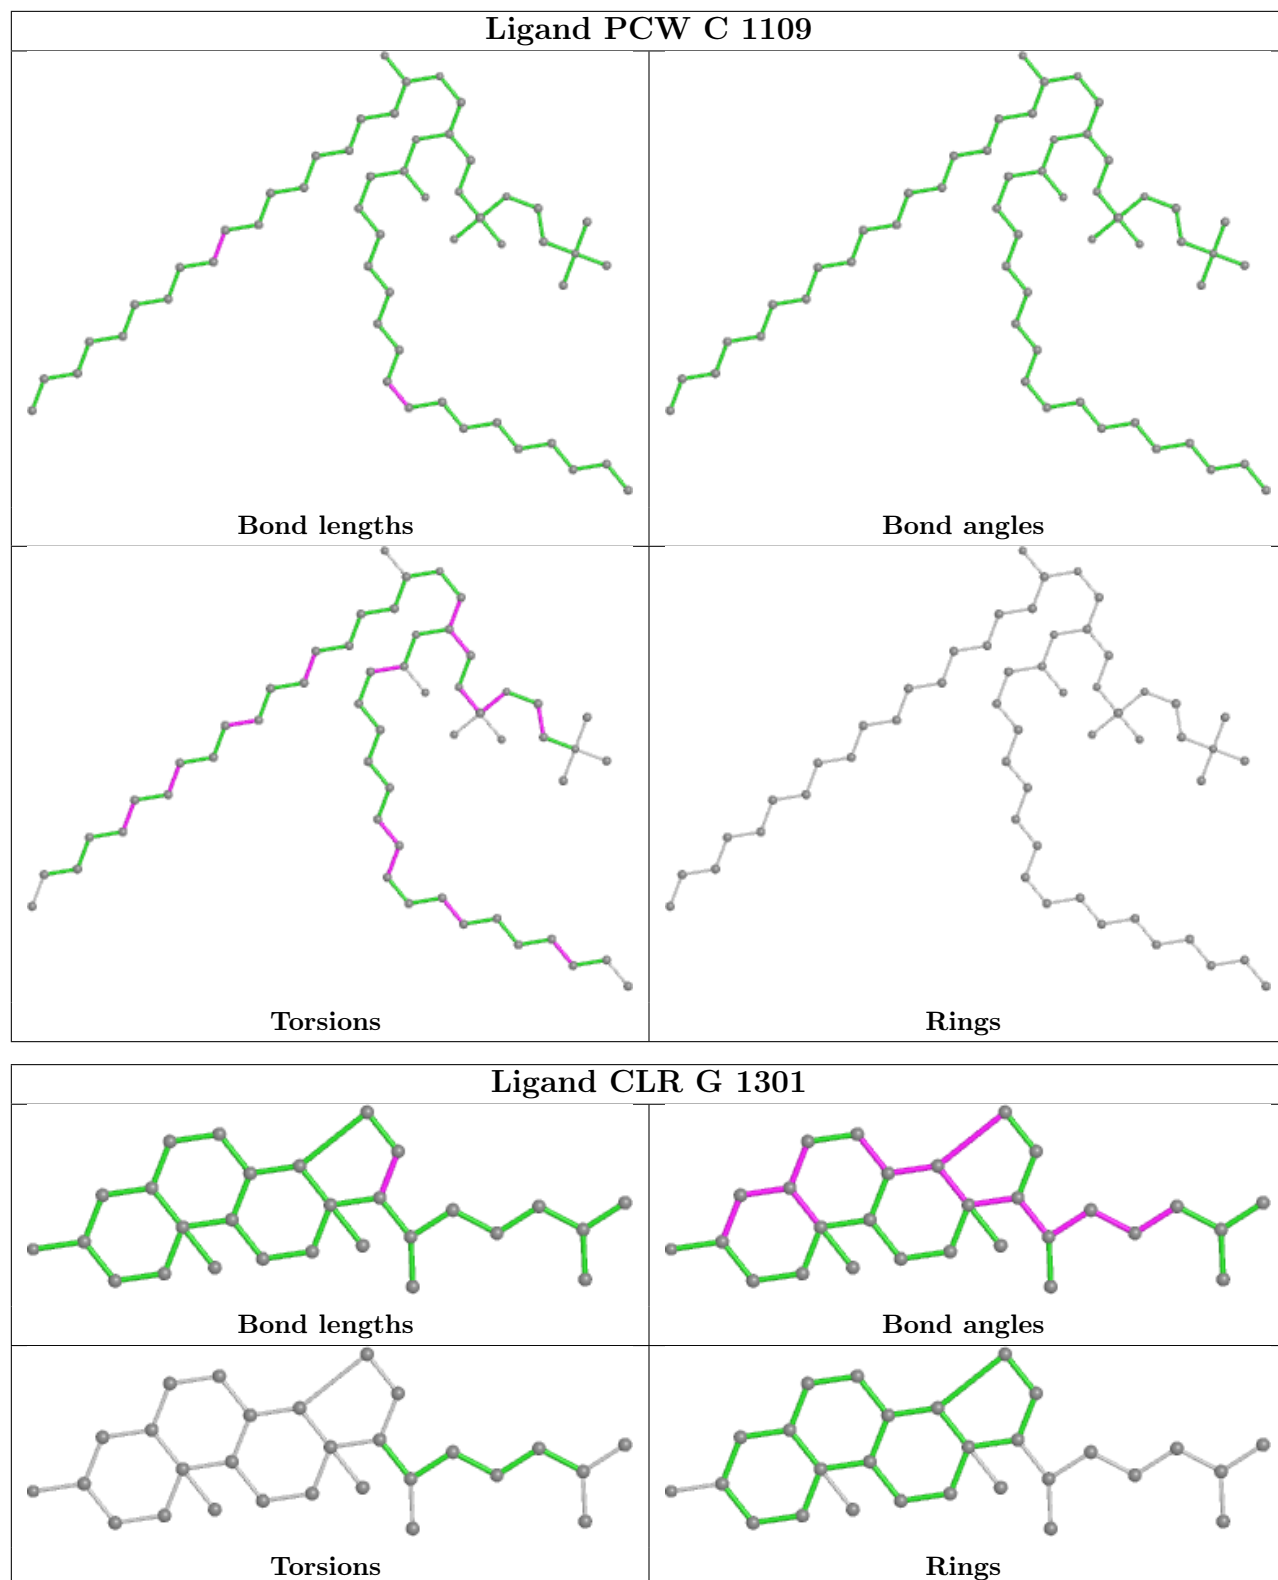 Ligand PCW C 1109
Bond lengths
Bond angles
Torsions
Rings
Ligand CLR G 1301
Bond lengths
Bond angles
Torsions
Rings